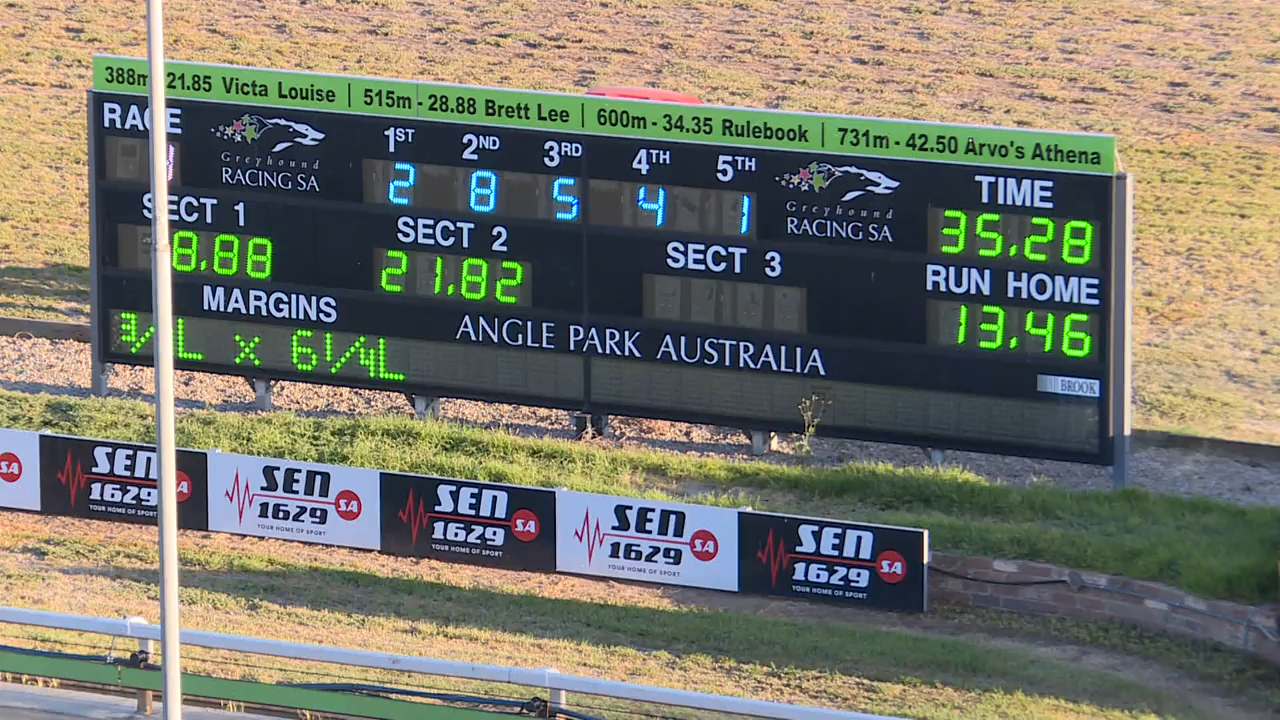 388m 21.85 Victa Louise | 515m - 28.88 Brett Lee | 600m - 34.35 Rulebook | 731m - 42.50 Arvo's Athena
RACE
Greyhound
RACING SA
1ST 2ND 3RD 4TH 5TH
2 8 5 4 1
Greyhound
RACING SA
TIME
35.28
SECT 1
8.88
SECT 2
21.82
SECT 3
RUN HOME
13.46
MARGINS
L x 6 1/4L
ANGLE PARK AUSTRALIA
BROOK
SA
SEN SA
1629
YOUR HOME OF SPORT
SEN SA
1629
YOUR HOME OF SPORT
SEN SA
1629
YOUR HOME OF SPORT
SEN SA
1629
YOUR HOME OF SPORT
SEN SA
1629
YOUR HOME OF SPORT